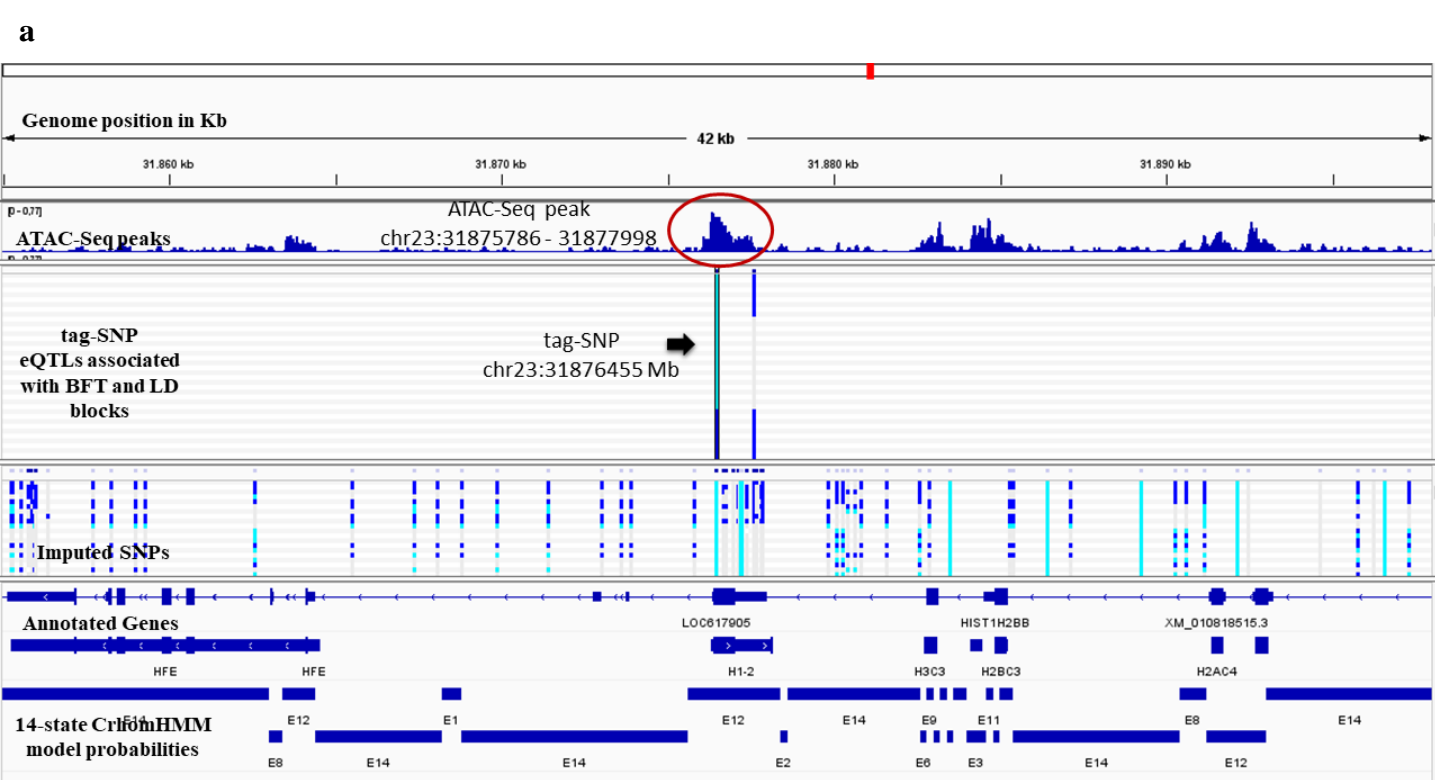 a
Genome position in Kb
42 kb
31.860 kb 31.870 kb 31.880 kb 31.890 kb
[0 - 0,77]
ATAC-Seq peak
ATAC-Seq peaks
chr23:31875786 - 31877998
tag-SNP
eQTLs associated
with BFT and LD
blocks
tag-SNP
chr23:31876455 Mb
Imputed SNPs
Annotated Genes
LOC617905 HIST1H2BB XM_010818515.3
HFE HFE H1-2 H3C3 H2BC3 H2AC4
14-state CrhomHMM
model probabilities
E12 E1 E12 E14 E9 E11 E8 E14
E8 E14 E14 E2 E6 E3 E14 E12